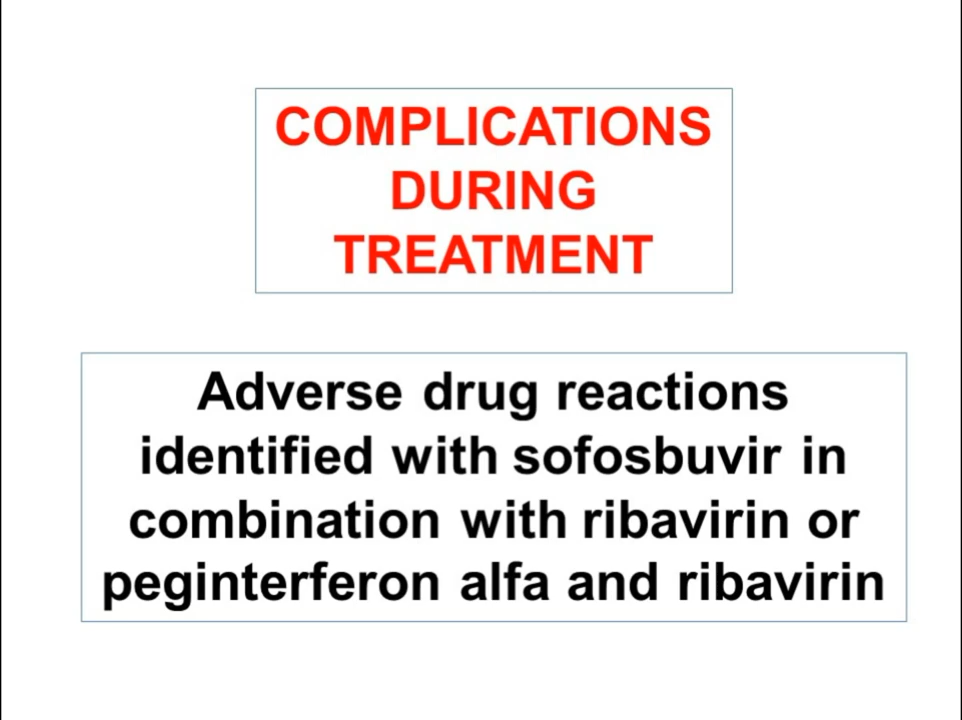 COMPLICATIONS
DURING
TREATMENT
Adverse drug reactions
identified with sofosbuvir in
combination with ribavirin or
peginterferon alfa and ribavirin